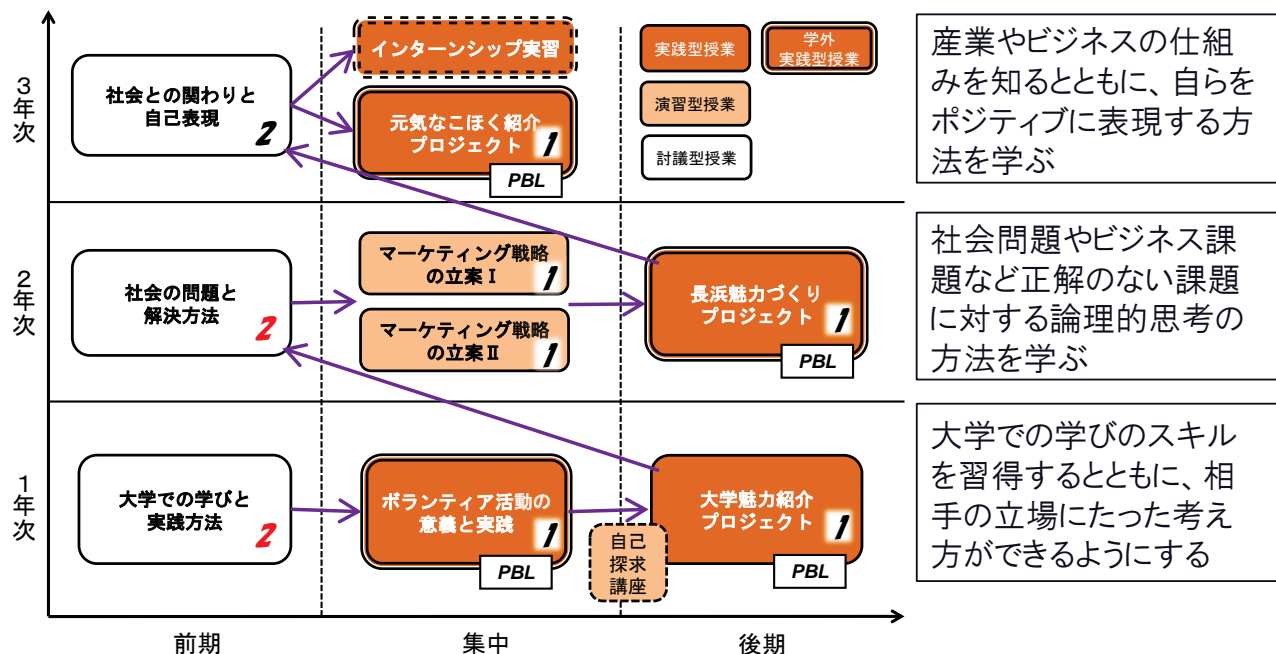 3年次
社会との関わりと
自己表現
2
インターンシップ実習
元気なこほく紹介
プロジェクト
1
PBL
実践型授業
学外
実践型授業
演習型授業
討議型授業
産業やビジネスの仕組
みを知るとともに、自らを
ポジティブに表現する方
法を学ぶ
2年次
社会の問題と
解決方法
2
マーケティング戦略
の立案Ⅰ
1
マーケティング戦略
の立案Ⅱ
1
長浜魅力づくり
プロジェクト
1
PBL
社会問題やビジネス課
題など正解のない課題
に対する論理的思考の
方法を学ぶ
1年次
大学での学びと
実践方法
2
ボランティア活動の
意義と実践
1
PBL
自己
探求
講座
大学魅力紹介
プロジェクト
1
PBL
大学での学びのスキル
を習得するとともに、相
手の立場にたった考え
方ができるようにする
前期
集中
後期